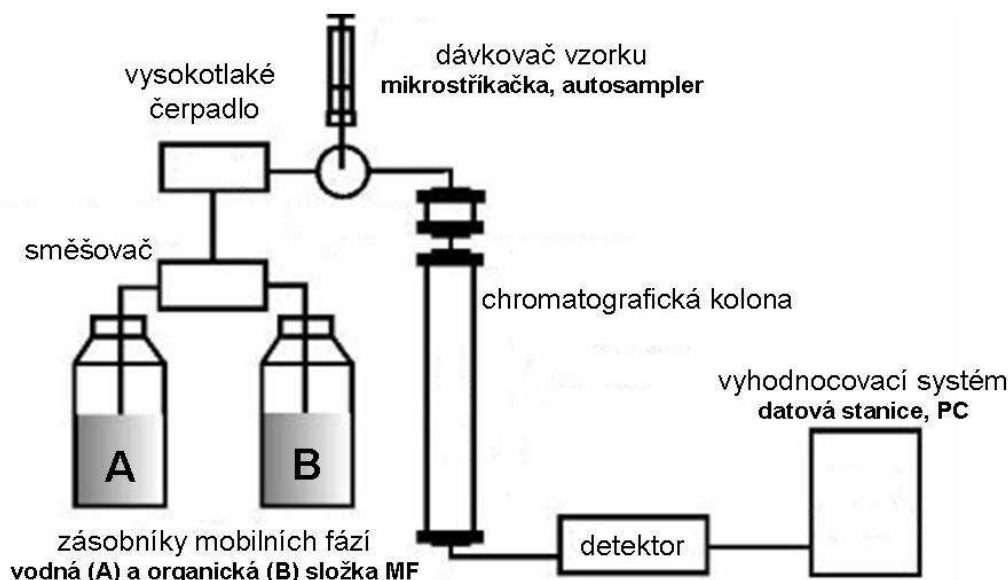 dávkovač vzorku
mikrostříkačka, autosampler
vysokotlaké
čerpadlo
směšovač
chromatografická kolona
vyhodnocovací systém
datová stanice, PC
A
B
detektor
zásobníky mobilních fází
vodná (A) a organická (B) složka MF